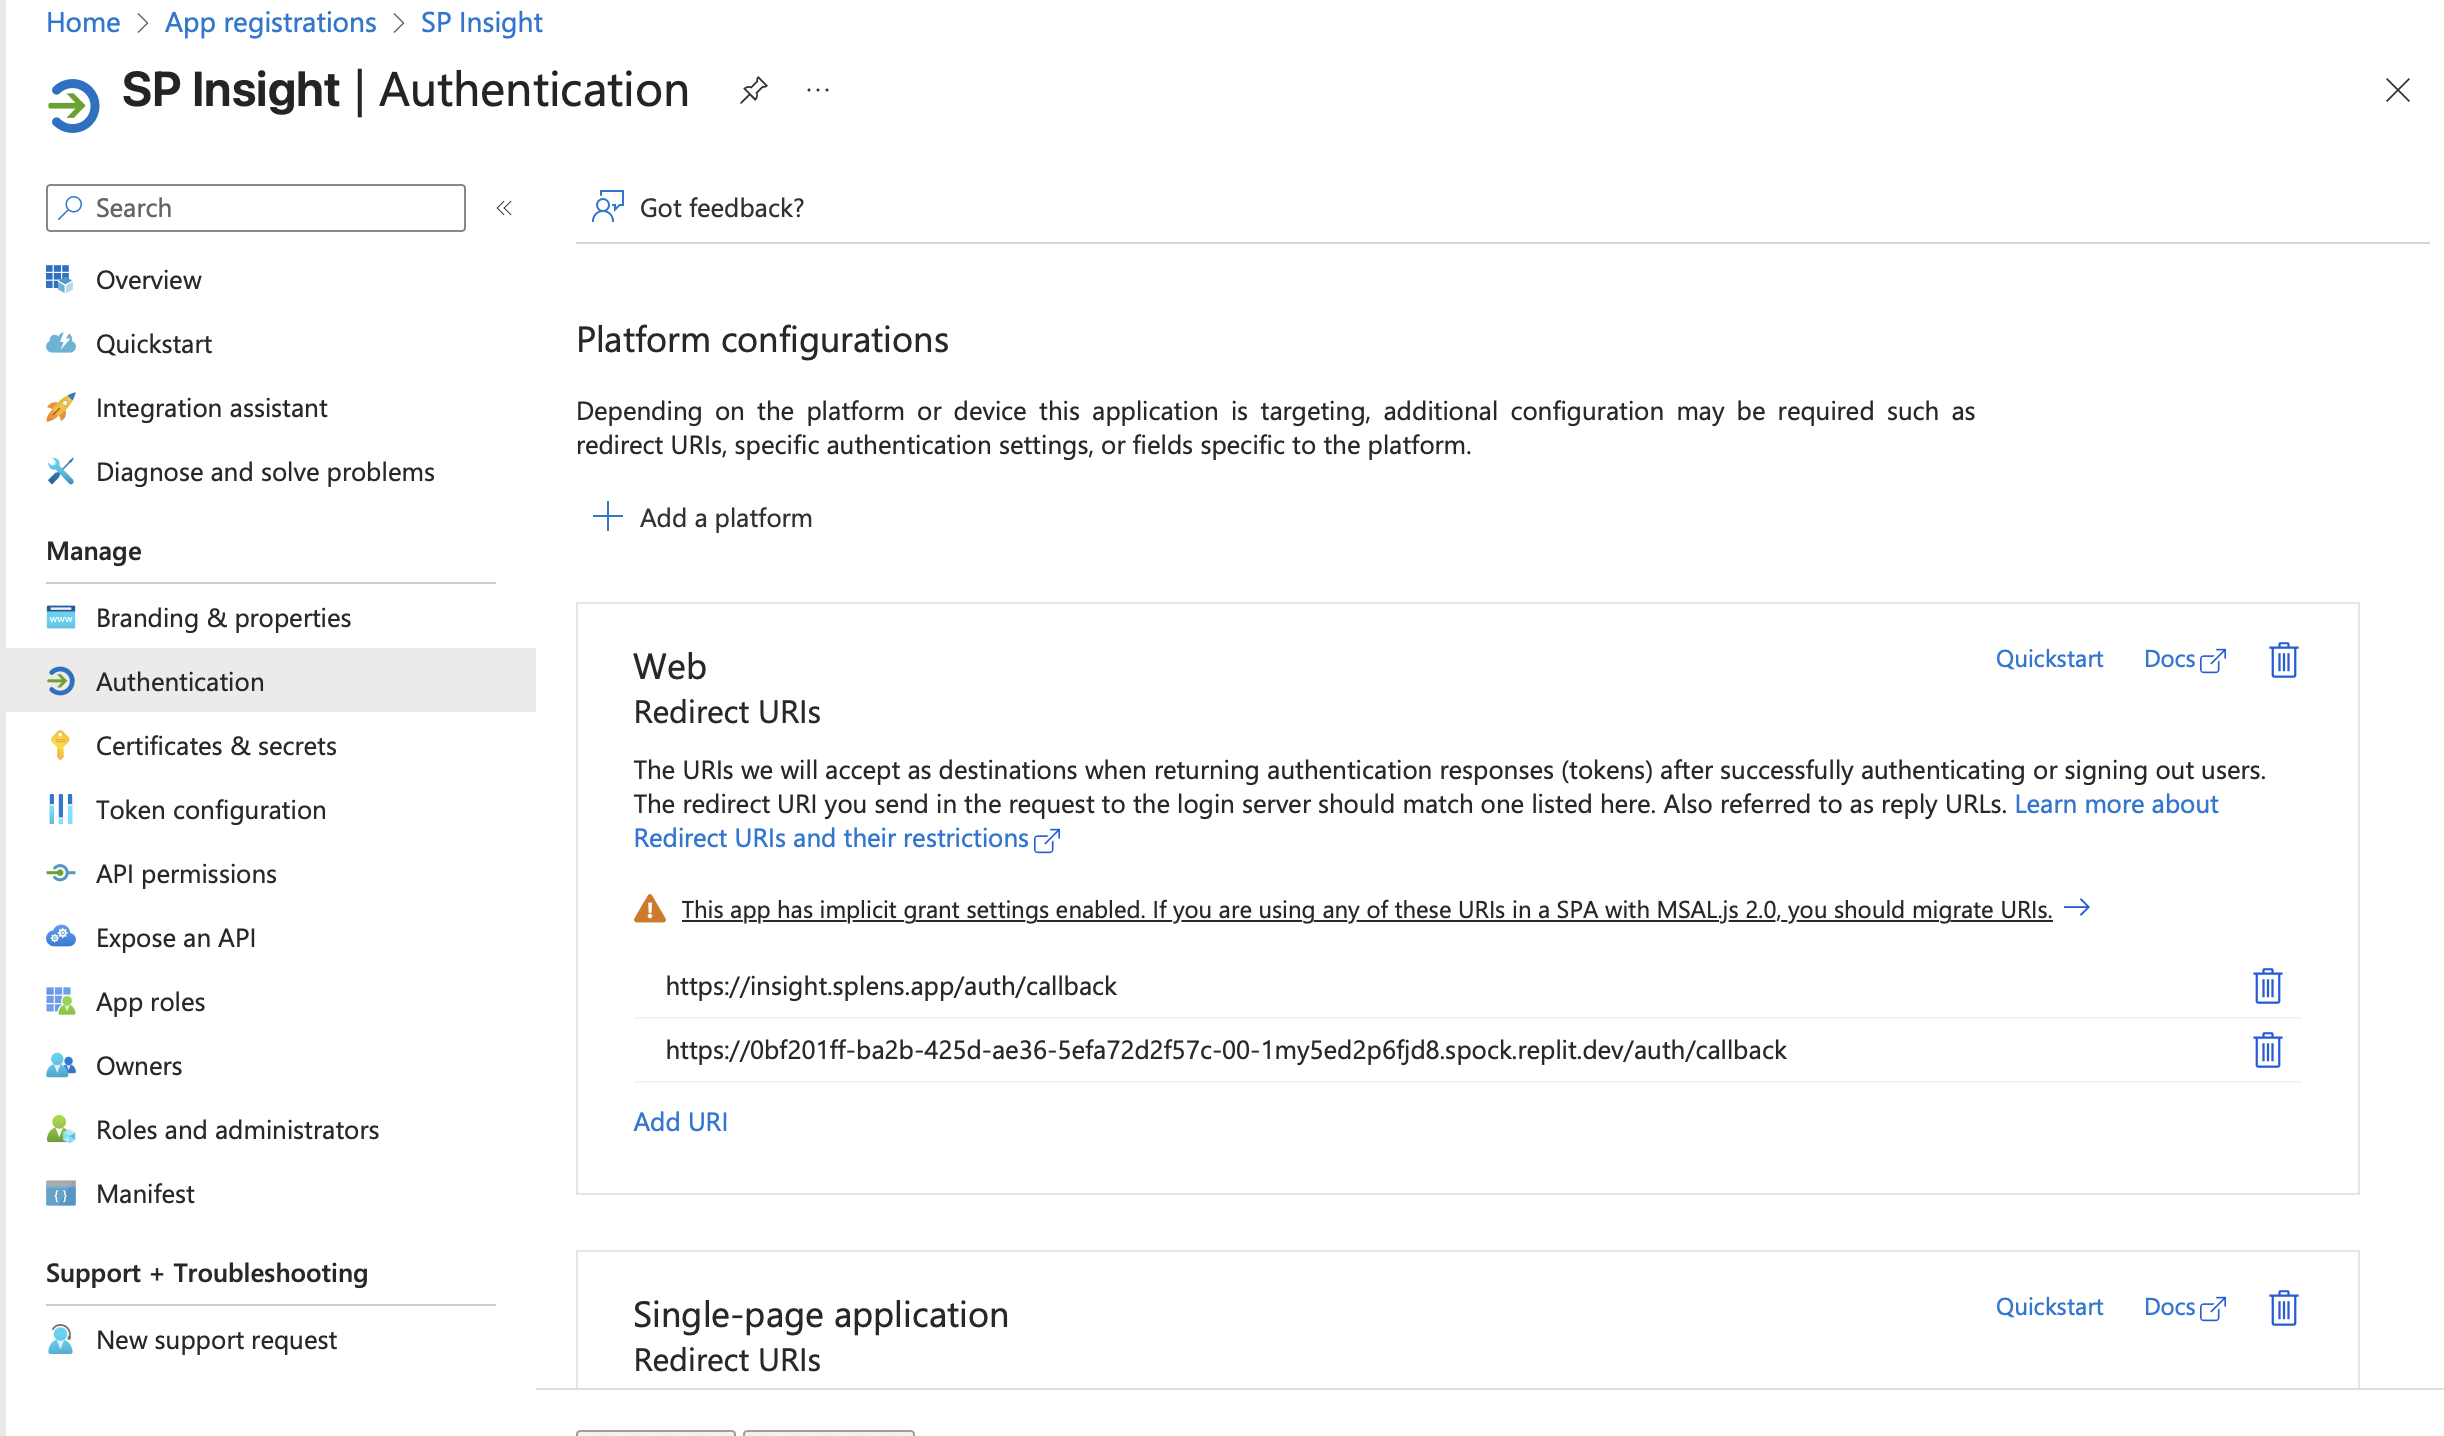 Home > App registrations > SP Insight
SP Insight | Authentication
Search
Overview
Quickstart
Integration assistant
Diagnose and solve problems
Manage
Branding & properties
Authentication
Certificates & secrets
Token configuration
API permissions
Expose an API
App roles
Owners
Roles and administrators
Manifest
Support + Troubleshooting
New support request
Got feedback?
Platform configurations
Depending on the platform or device this application is targeting, additional configuration may be required such as
redirect URIs, specific authentication settings, or fields specific to the platform.
Add a platform
Web
Quickstart
Docs
Redirect URIs
The URIs we will accept as destinations when returning authentication responses (tokens) after successfully authenticating or signing out users.
The redirect URI you send in the request to the login server should match one listed here. Also referred to as reply URLs. Learn more about
Redirect URIs and their restrictions
This app has implicit grant settings enabled. If you are using any of these URIs in a SPA with MSAL.js 2.0, you should migrate URIs.
https://insight.splens.app/auth/callback
https://0bf201ff-ba2b-425d-ae36-5efa72d2f57c-00-1my5ed2p6fjd8.spock.replit.dev/auth/callback
Add URI
Single-page application
Quickstart
Docs
Redirect URIs